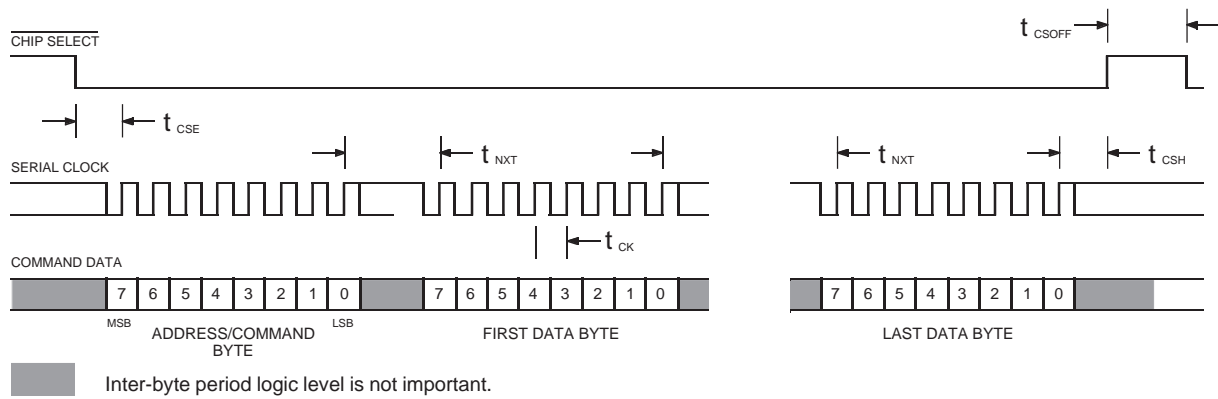 t CSOFF
CHIP SELECT
t CSE
t NXT
t NXT
t CSH
SERIAL CLOCK
t CK
COMMAND DATA
7 6 5 4 3 2 1 0 7 6 5 4 3 2 1 0 7 6 5 4 3 2 1 0
MSB LSB
ADDRESS/COMMAND
BYTE
FIRST DATA BYTE
LAST DATA BYTE
Inter-byte period logic level is not important.